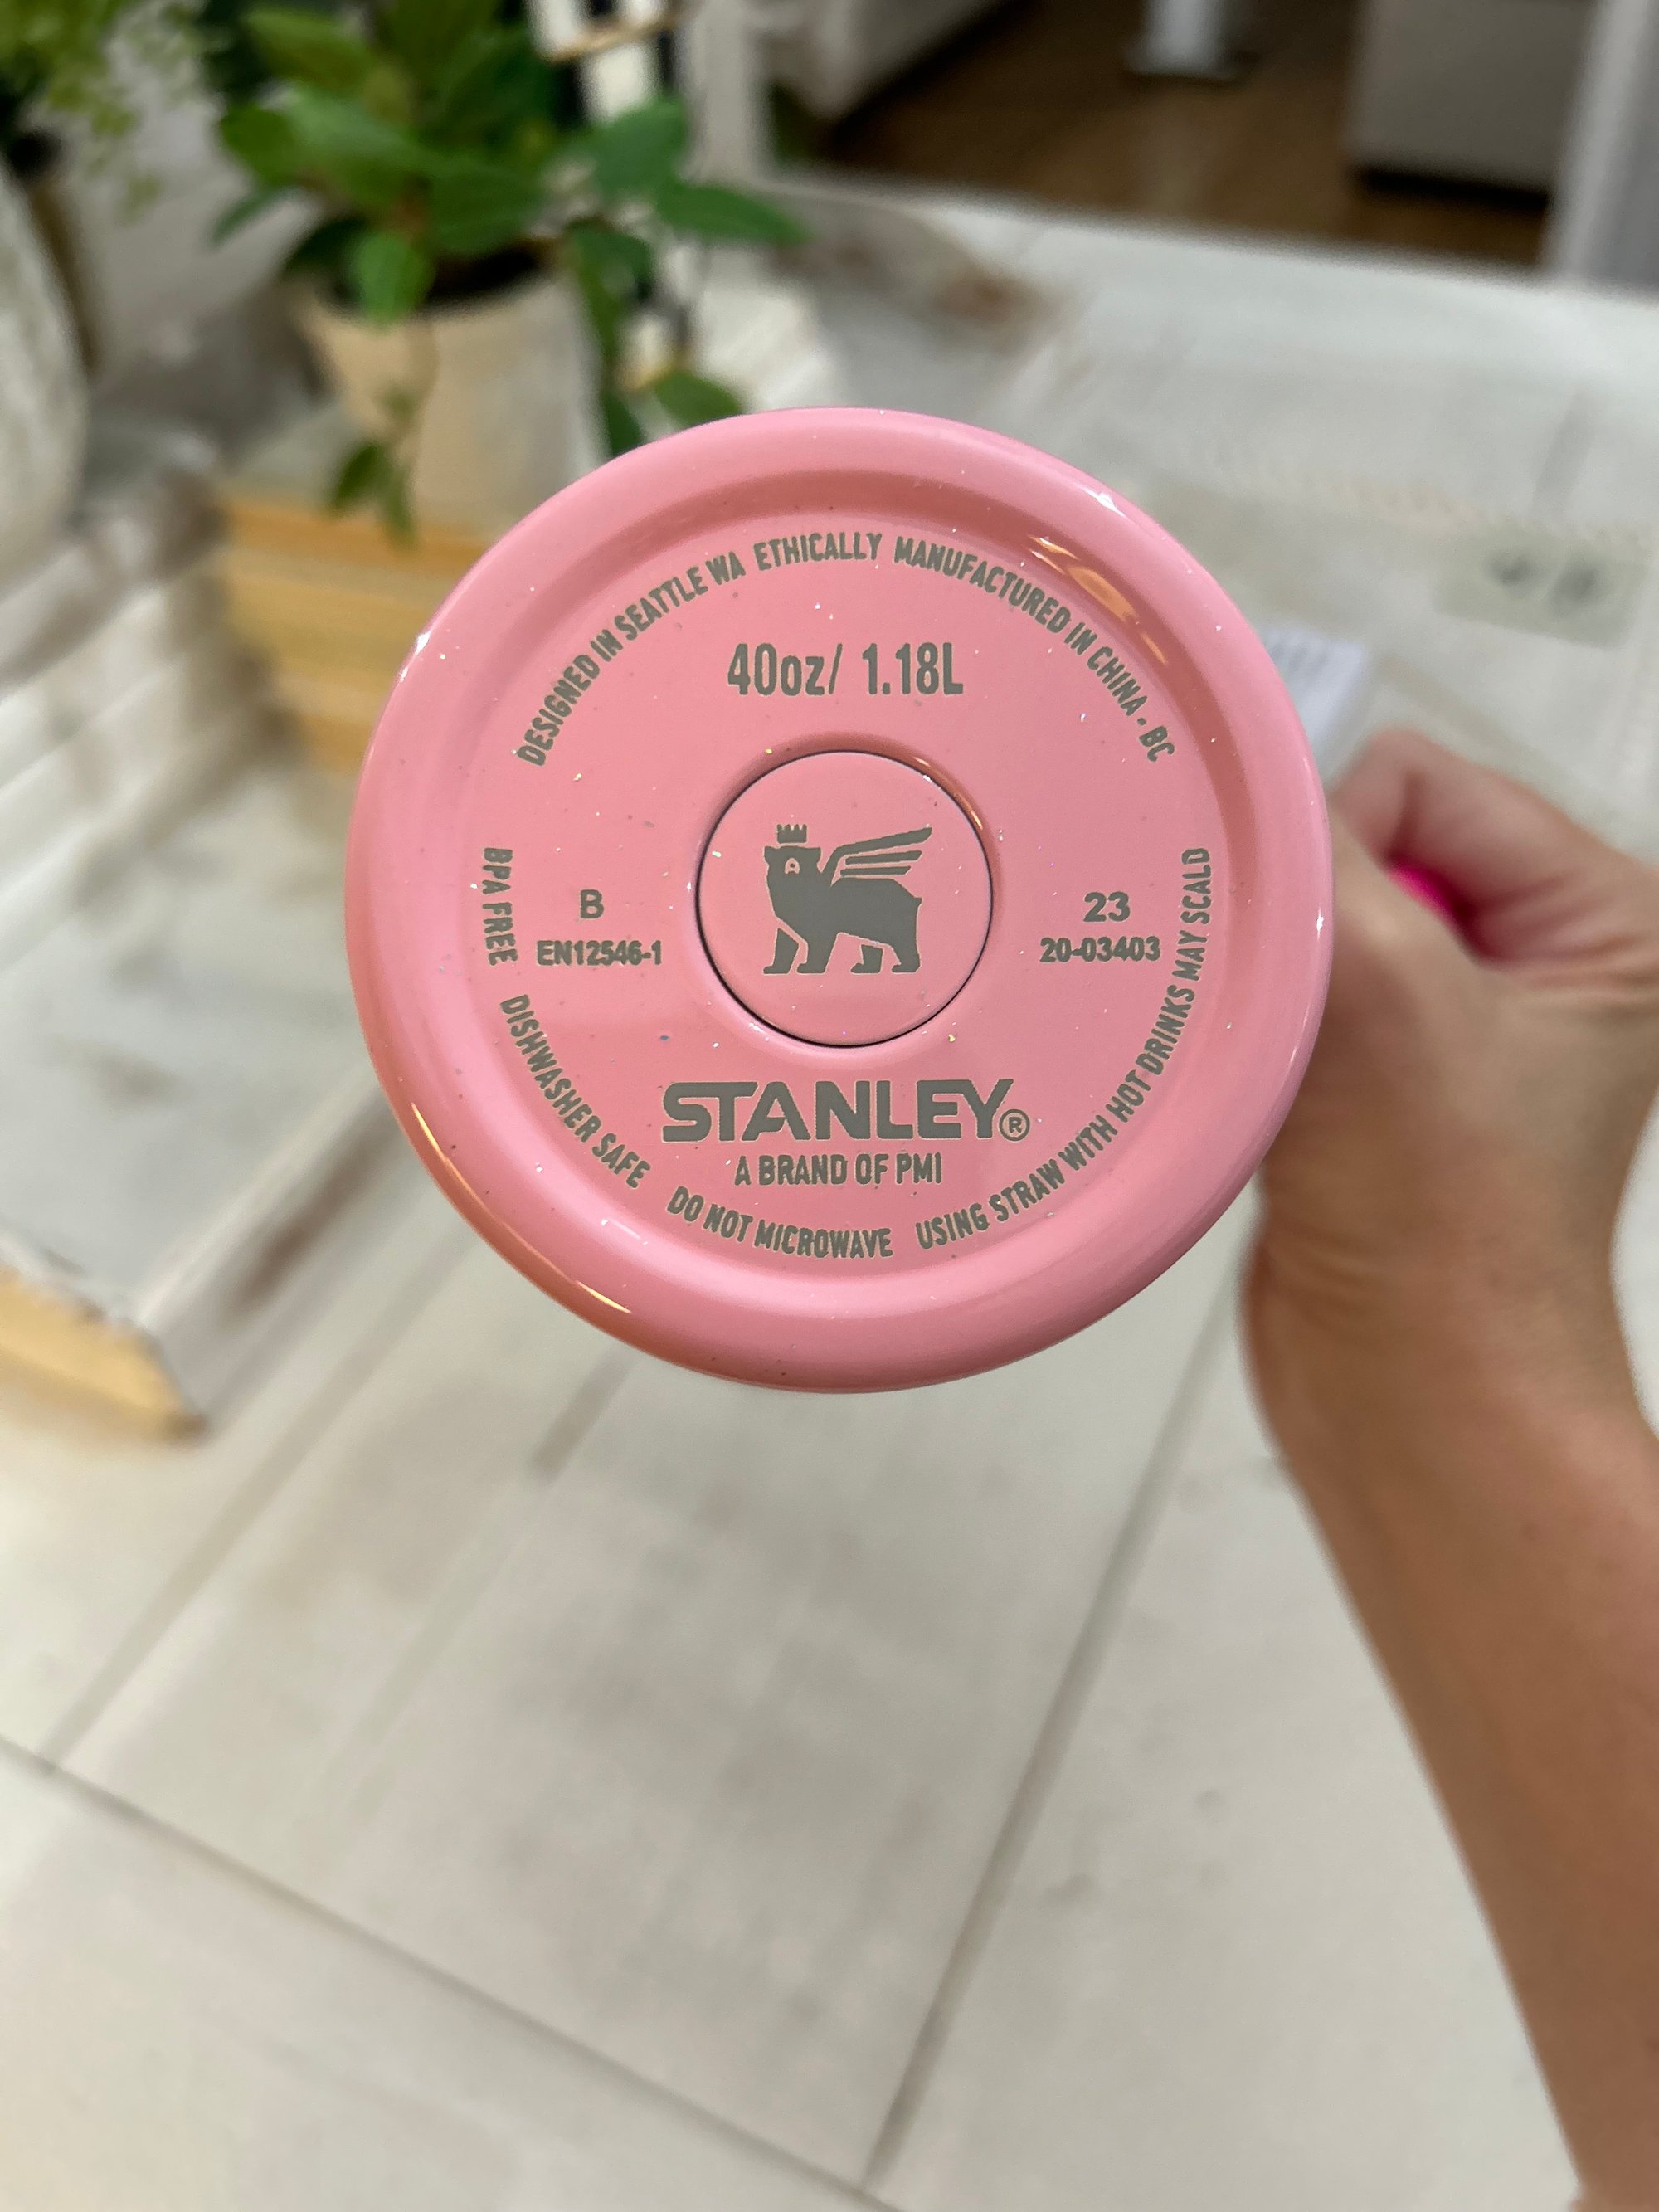 DESIGNED IN SEATTLE WA ETHICALLY MANUFACTURED IN CHINA - BC
40oz/ 1.18L
B
EN12546-1
23
20-03403
STANLEY®
A BRAND OF PMI
BPA FREE DISHWASHER SAFE DO NOT MICROWAVE USING STRAW WITH HOT DRINKS MAY SCALD